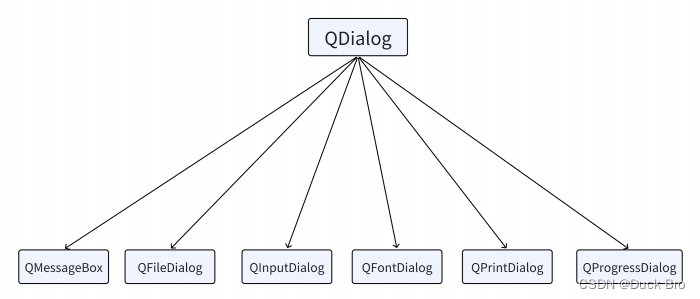 QDialog
QMessageBox
QFileDialog
QInputDialog
QFontDialog
QPrintDialog
QProgressDialog
CSDN @Duck Bro